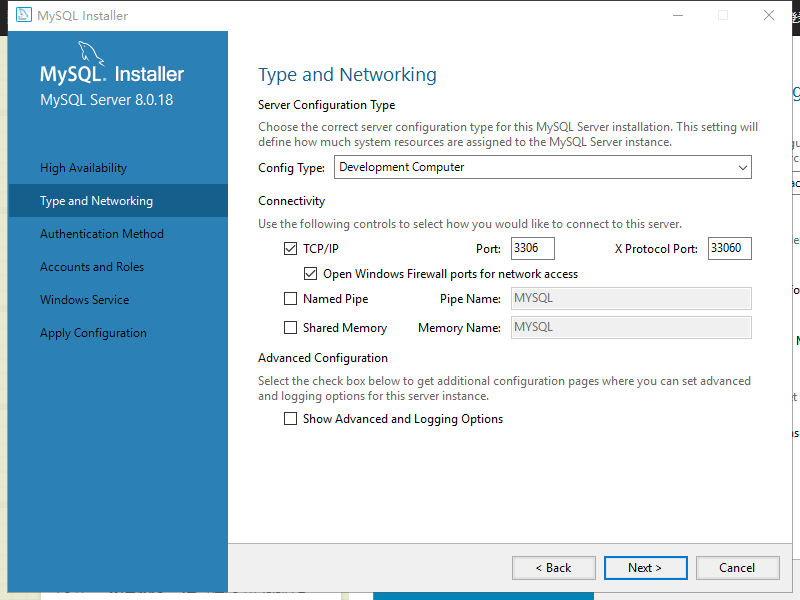 MySQL Installer
MySQL. Installer
MySQL Server 8.0.18
High Availability
Type and Networking
Authentication Method
Accounts and Roles
Windows Service
Apply Configuration
Type and Networking
Server Configuration Type
Choose the correct server configuration type for this MySQL Server installation. This setting will
define how much system resources are assigned to the MySQL Server instance.
Config Type: Development Computer
Connectivity
Use the following controls to select how you would like to connect to this server.
TCP/IP Port: 3306 X Protocol Port: 33060
Open Windows Firewall ports for network access
Named Pipe Pipe Name: MYSQL
Shared Memory Memory Name: MYSQL
Advanced Configuration
Select the check box below to get additional configuration pages where you can set advanced
and logging options for this server instance.
Show Advanced and Logging Options
< Back Next > Cancel